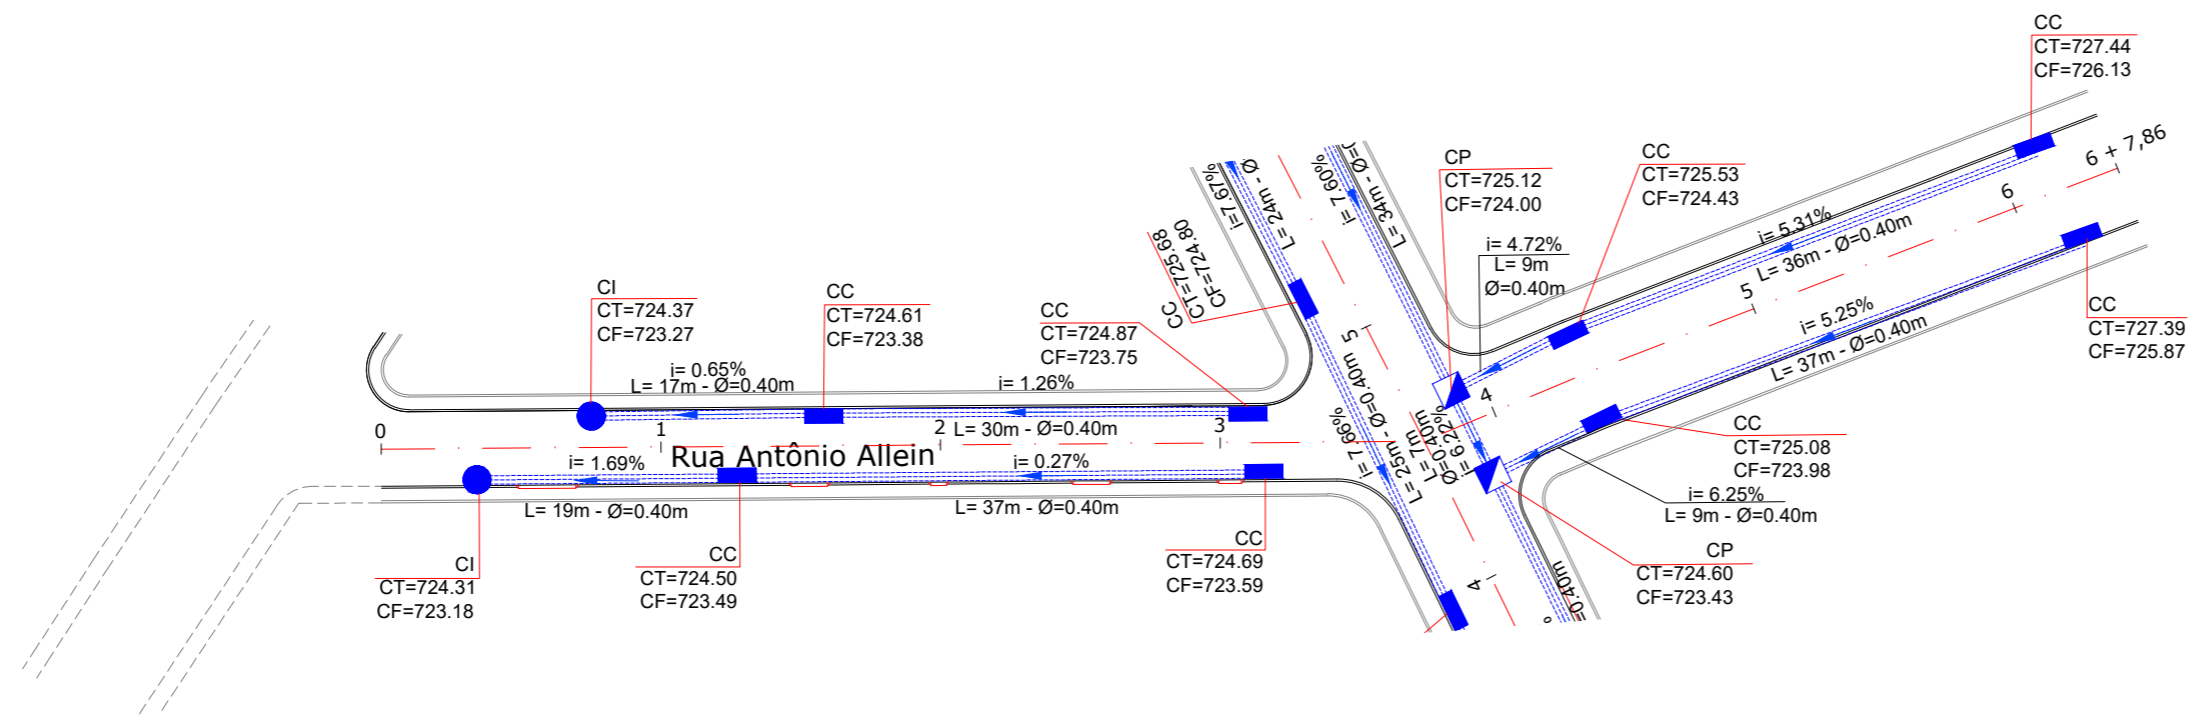 CC
CT=727.44
CF=726.13
6 + 7,86
6
i= 5.31%
L= 36m - Ø=0.40m
5
i= 5.25%
L= 37m - Ø=0.40m
CC
CT=727.39
CF=725.87
CC
CT=725.53
CF=724.43
CP
CT=725.12
CF=724.00
i= 4.72%
L= 9m
Ø=0.40m
i= 7.60%
L= 34m - Ø=0
i=7.67%
L= 24m - Ø
CC
CT=725.68
CF=724.80
CC
CT=724.87
CF=723.75
CC
CT=724.61
CF=723.38
CI
CT=724.37
CF=723.27
i= 0.65%
L= 17m - Ø=0.40m
i= 1.26%
L= 30m - Ø=0.40m
0
1
2
3
4
5
Rua Antônio Allein
i= 1.69%
L= 19m - Ø=0.40m
i= 0.27%
L= 37m - Ø=0.40m
i= 7.66%
L= 25m - Ø=0.40m
L= 7m
Ø=0.40m
i= 6.22%
CC
CT=725.08
CF=723.98
i= 6.25%
L= 9m - Ø=0.40m
CP
CT=724.60
CF=723.43
CC
CT=724.69
CF=723.59
CC
CT=724.50
CF=723.49
CI
CT=724.31
CF=723.18
4
=0.40m